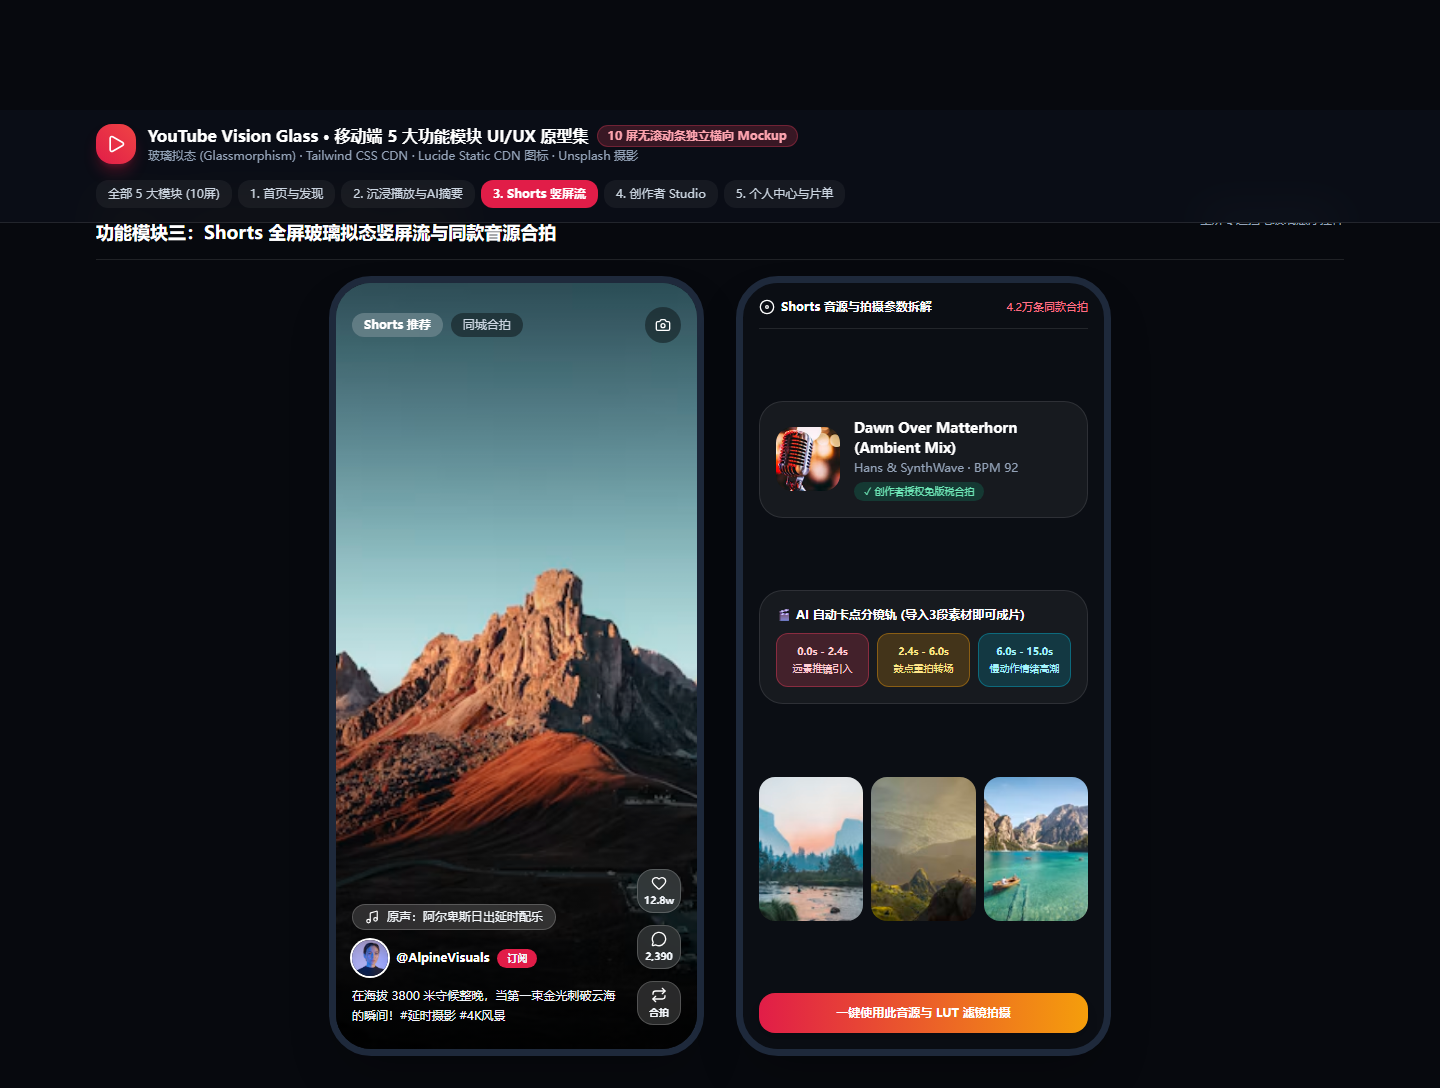 YouTube Vision Glass • 移动端 5 大功能模块 UI/UX 原型集
10 屏无滚动条独立横向 Mockup
玻璃拟态 (Glassmorphism) · Tailwind CSS CDN · Lucide Static CDN 图标 · Unsplash 摄影
全部 5 大模块 (10屏)
1. 首页与发现
2. 沉浸播放与AI摘要
3. Shorts 竖屏流
4. 创作者 Studio
5. 个人中心与片单
功能模块三：Shorts 全屏玻璃拟态竖屏流与同款音源合拍
Shorts 推荐
同城合拍
12.8w
2,390
合拍
原声：阿尔卑斯日出延时配乐
@AlpineVisuals
订阅
在海拔 3800 米守候整晚，当第一束金光刺破云海
的瞬间！#延时摄影 #4K风景
Shorts 音源与拍摄参数拆解
4.2万条同款合拍
Dawn Over Matterhorn
(Ambient Mix)
Hans & SynthWave · BPM 92
✓ 创作者授权免版税合拍
AI 自动卡点分镜轨 (导入3段素材即可成片)
0.0s - 2.4s
远景推镜引入
2.4s - 6.0s
鼓点重拍转场
6.0s - 15.0s
慢动作情绪高潮
一键使用此音源与 LUT 滤镜拍摄